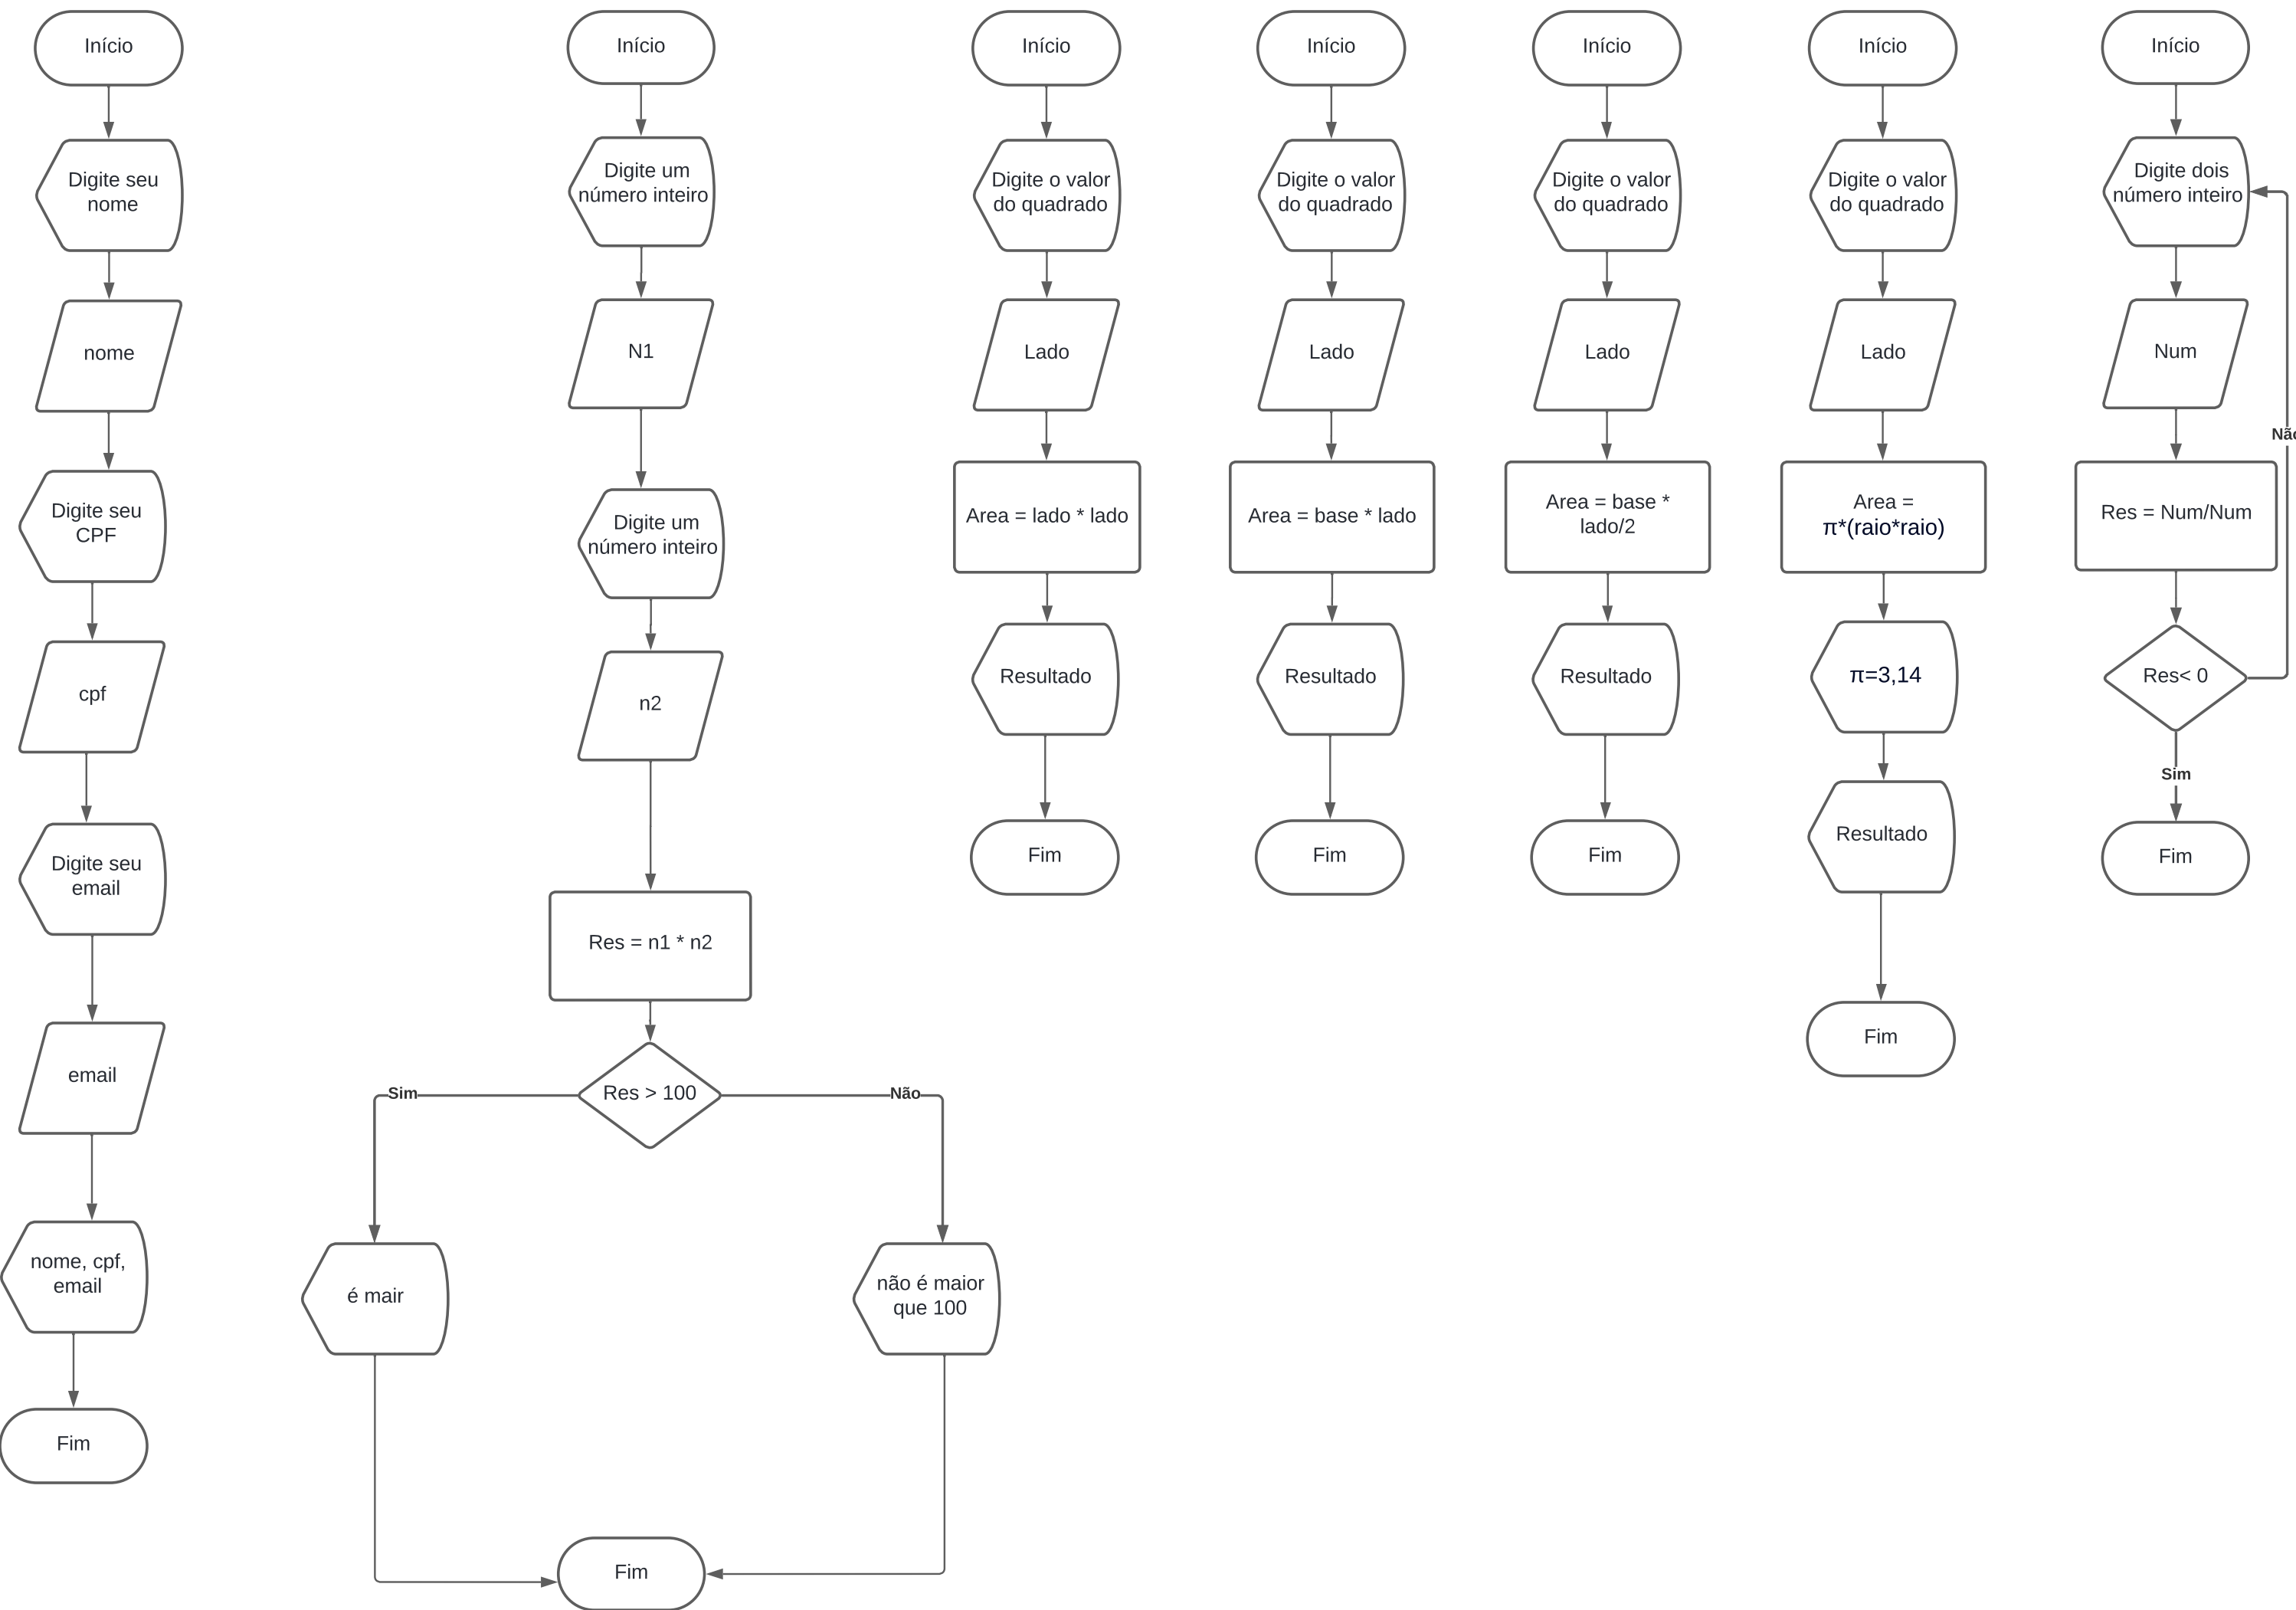 Início
Digite seu
nome
nome
Digite seu
CPF
cpf
Digite seu
email
email
nome, cpf,
email
Fim
Início
Digite um
número inteiro
N1
Digite um
número inteiro
n2
Res = n1 * n2
Res > 100
Sim
Não
é mair
não é maior
que 100
Fim
Início
Digite o valor
do quadrado
Lado
Area = lado * lado
Resultado
Fim
Início
Digite o valor
do quadrado
Lado
Area = base * lado
Resultado
Fim
Início
Digite o valor
do quadrado
Lado
Area = base *
lado/2
Resultado
Fim
Início
Digite o valor
do quadrado
Lado
Area =
π*(raio*raio)
π=3,14
Resultado
Fim
Início
Digite dois
número inteiro
Num
Não
Res = Num/Num
Res< 0
Sim
Fim